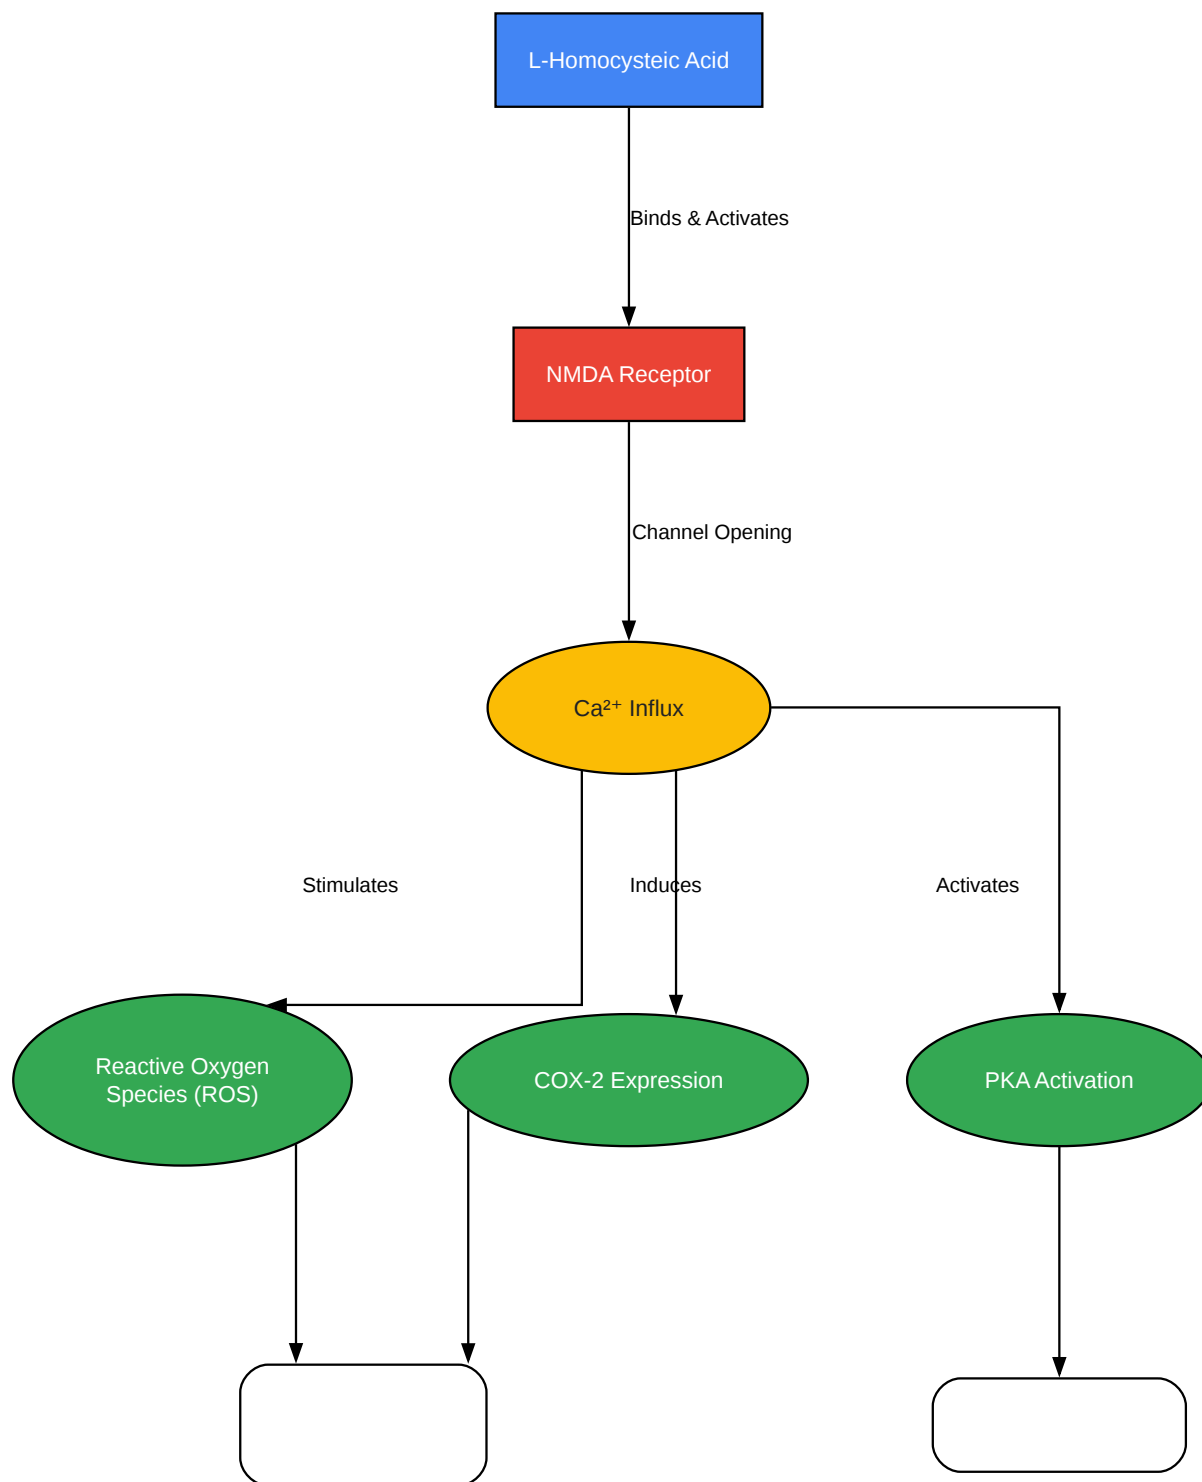 L-Homocysteic Acid
Binds & Activates
NMDA Receptor
Channel Opening
Ca²⁺ Influx
Stimulates
Induces
Activates
Reactive Oxygen
Species (ROS)
COX-2 Expression
PKA Activation